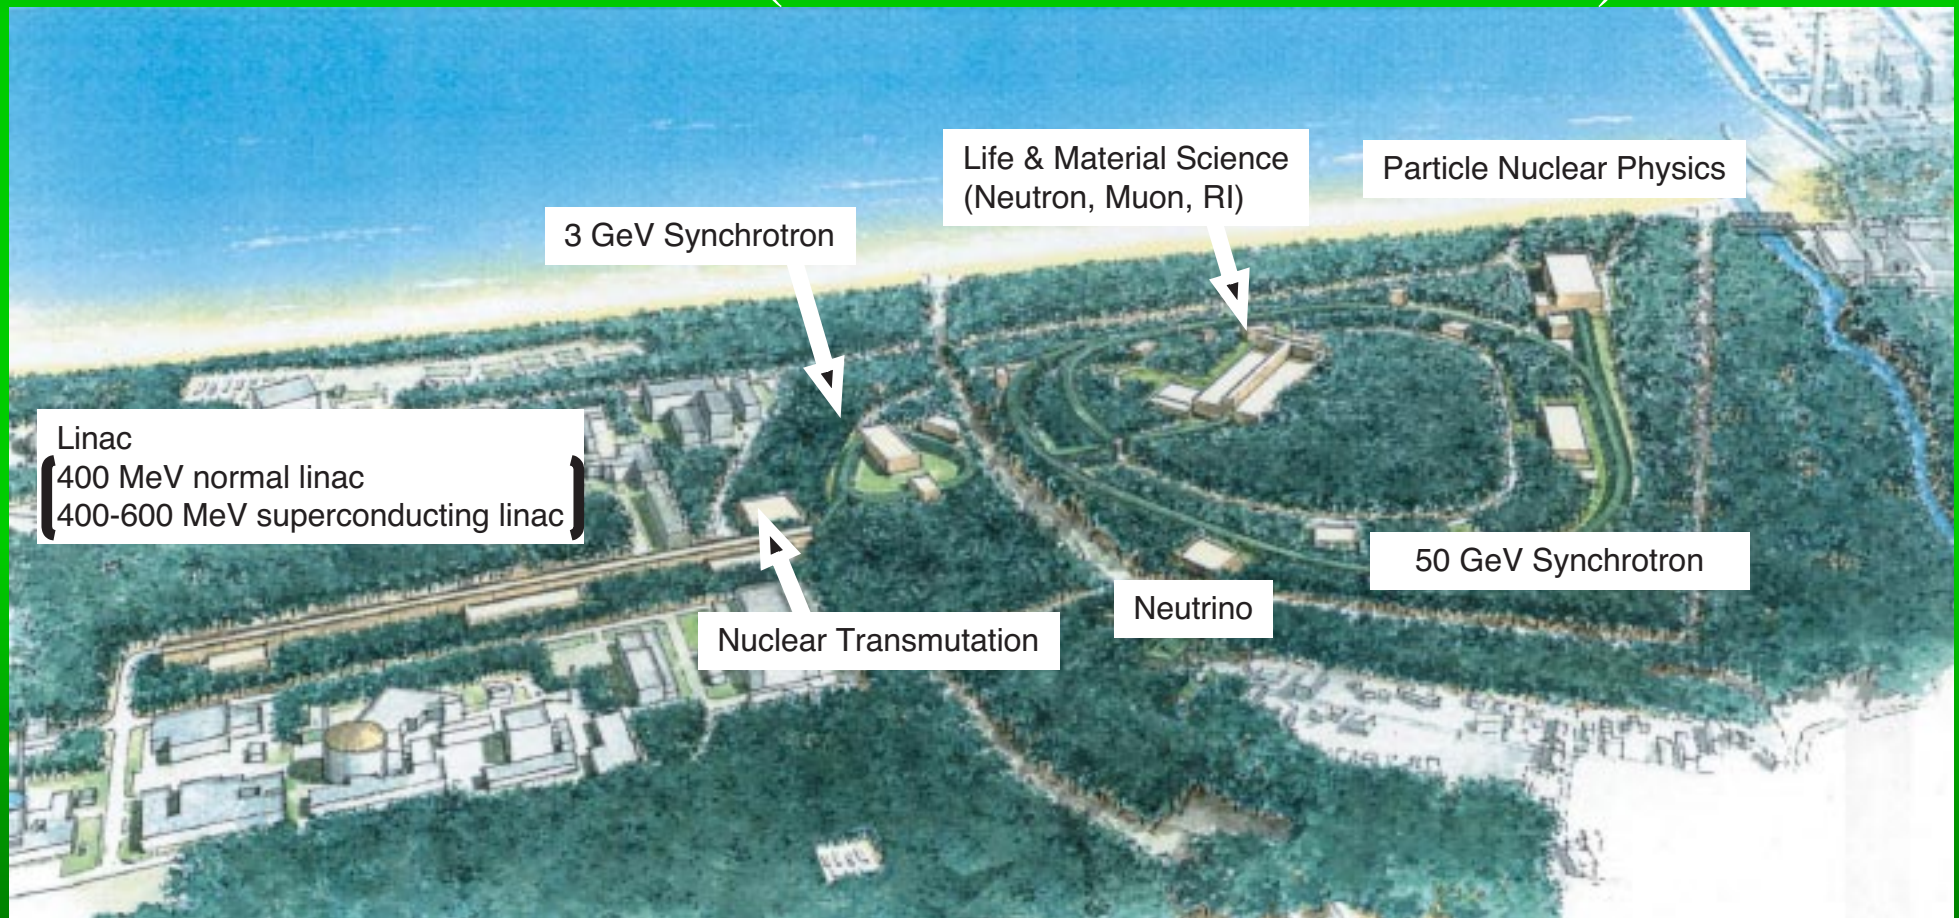 Life & Material Science
(Neutron, Muon, RI)
Particle Nuclear Physics
3 GeV Synchrotron
Linac
400 MeV normal linac
400-600 MeV superconducting linac
50 GeV Synchrotron
Neutrino
Nuclear Transmutation